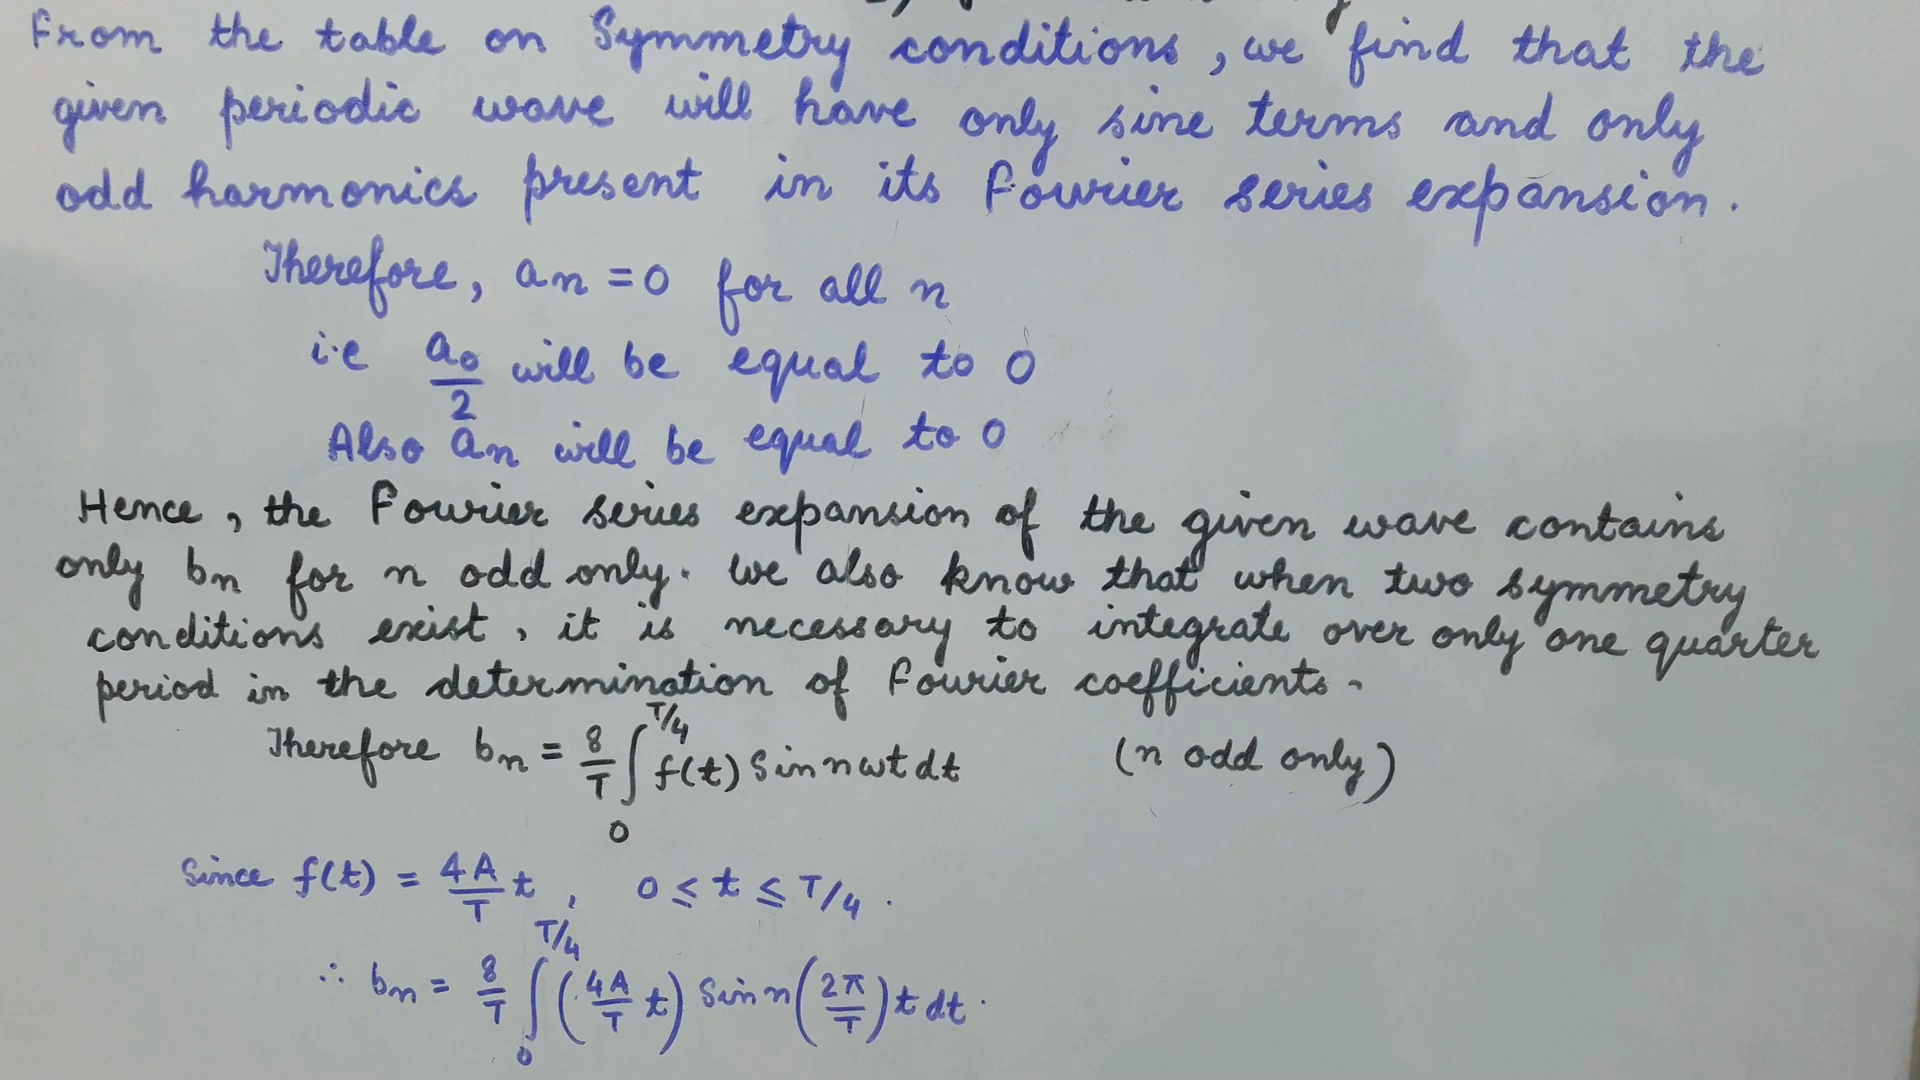 From the table on Symmetry conditions, we find that the
given periodic wave will have only sine terms and only
odd harmonics present in its Fourier series expansion.
Therefore, an = 0 for all n
i.e a₀/2 will be equal to 0
Also an will be equal to 0
Hence, the Fourier series expansion of the given wave contains
only bn for n odd only. We also know that when two symmetry
conditions exist, it is necessary to integrate over only one quarter
period in the determination of Fourier coefficients.
Therefore bn = 8/T ∫₀^(T/4) f(t) Sin nωt dt (n odd only)
Since f(t) = 4A/T t, 0 ≤ t ≤ T/4.
∴ bn = 8/T ∫₀^(T/4) (4A/T t) Sin n (2π/T) t dt.